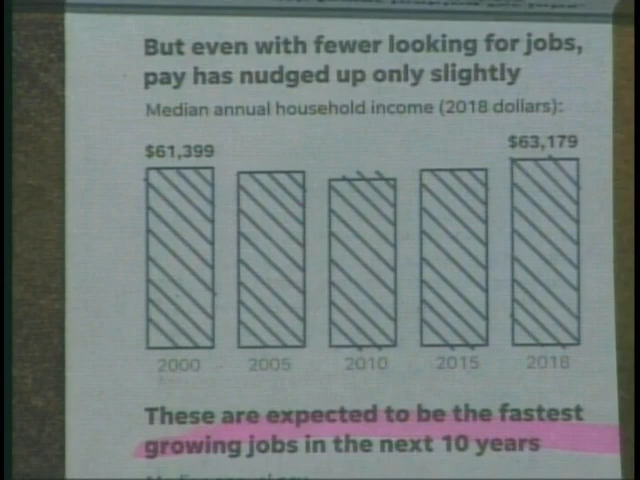 But even with fewer looking for jobs,
pay has nudged up only slightly
Median annual household income (2018 dollars):
$61,399
$63,179
2000 2005 2010 2015 2018
These are expected to be the fastest
growing jobs in the next 10 years